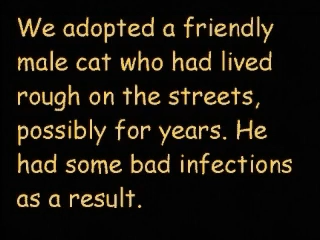 We adopted a friendly
male cat who had lived
rough on the streets,
possibly for years. He
had some bad infections
as a result.